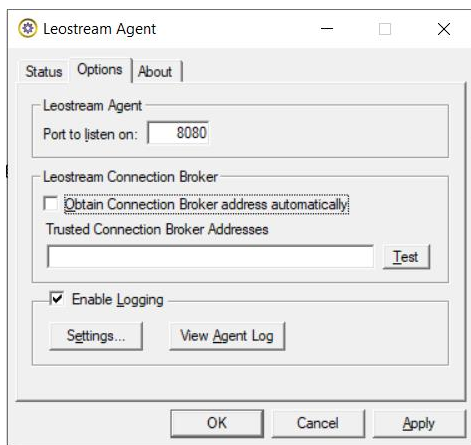 Leostream Agent
Status Options About
Leostream Agent
Port to listen on: 8080
Leostream Connection Broker
Obtain Connection Broker address automatically
Trusted Connection Broker Addresses
Test
Enable Logging
Settings... View Agent Log
OK Cancel Apply